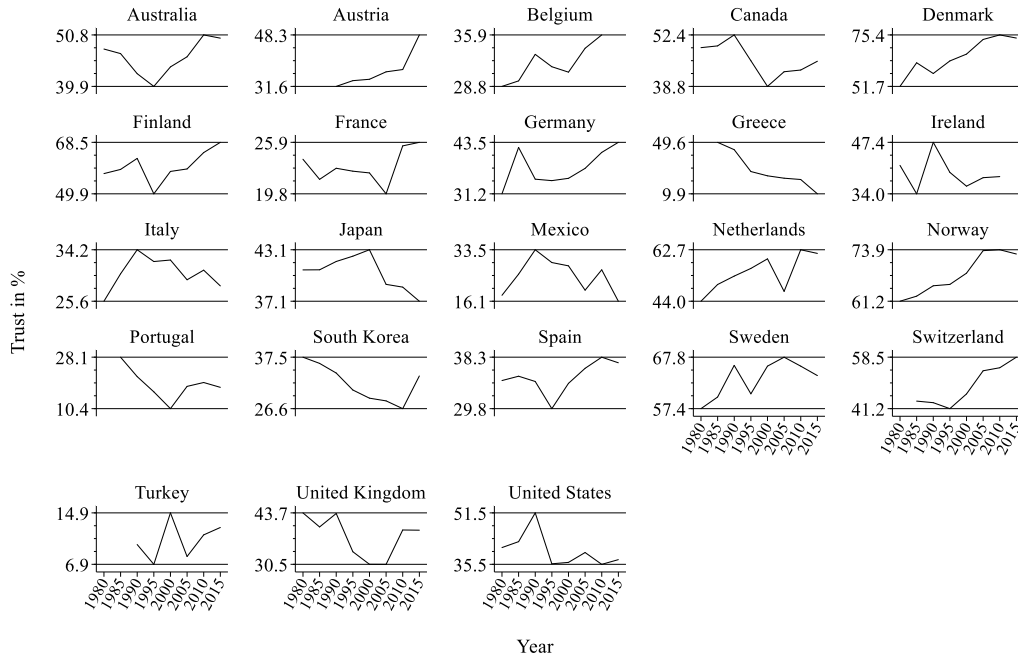 Australia Austria Belgium Canada Denmark
50.8 48.3 35.9 52.4 75.4
39.9 31.6 28.8 38.8 51.7
Finland France Germany Greece Ireland
68.5 25.9 43.5 49.6 47.4
49.9 19.8 31.2 9.9 34.0
Italy Japan Mexico Netherlands Norway
34.2 43.1 33.5 62.7 73.9
25.6 37.1 16.1 44.0 61.2
Trust in %
Portugal South Korea Spain Sweden Switzerland
28.1 37.5 38.3 67.8 58.5
10.4 26.6 29.8 57.4 41.2
1980 1985 1990 1995 2000 2005 2010 2015 1980 1985 1990 1995 2000 2005 2010 2015
Turkey United Kingdom United States
14.9 43.7 51.5
6.9 30.5 35.5
1980 1985 1990 1995 2000 2005 2010 2015 1980 1985 1990 1995 2000 2005 2010 2015 1980 1985 1990 1995 2000 2005 2010 2015
Year